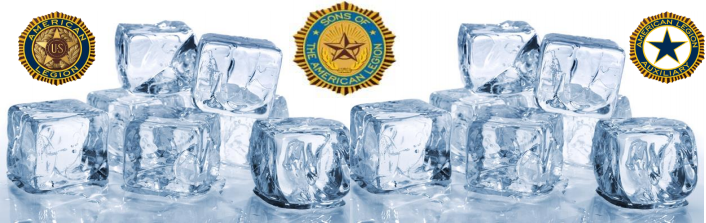 AMERICAN
US
LEGION
SONS OF
THE AMERICAN LEGION
AMERICAN LEGION
AUXILIARY